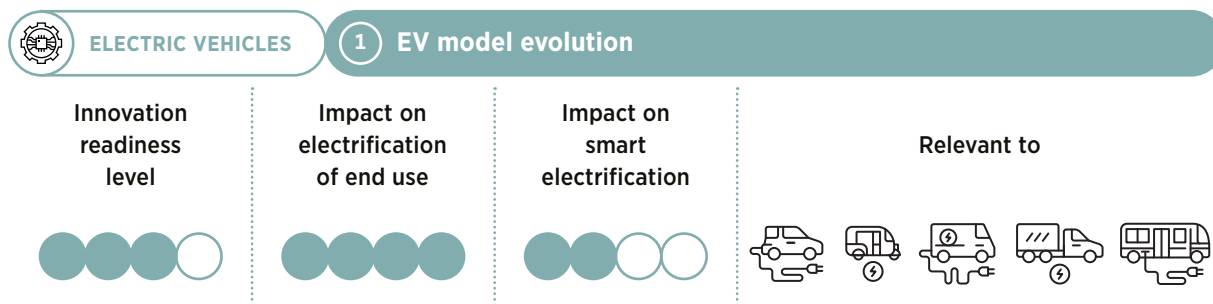 ELECTRIC VEHICLES
1 EV model evolution
Innovation
readiness
level
Impact on
electrification
of end use
Impact on
smart
electrification
Relevant to